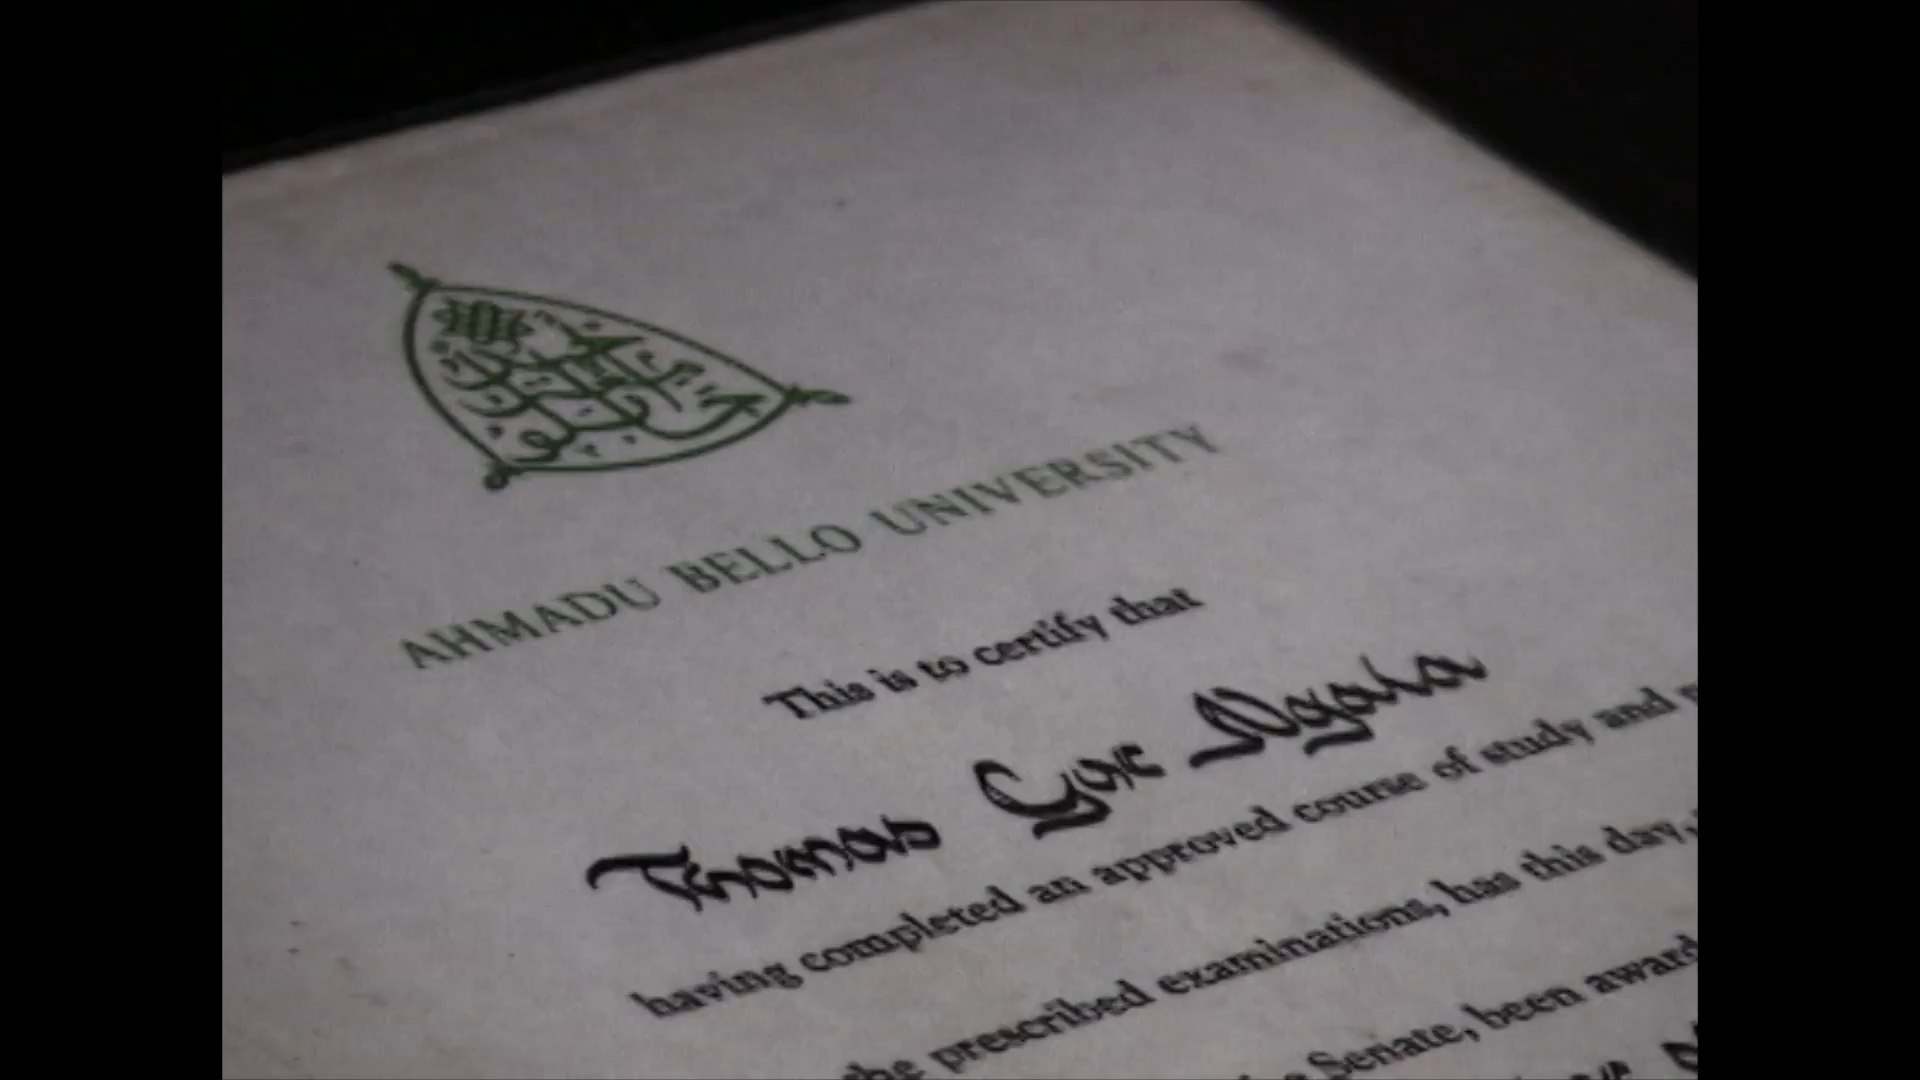 AHMADU BELLO UNIVERSITY
This is to certify that
Thomas Gye Ngala
having completed an approved course of study and
the prescribed examinations, has this day,
Senate, been award